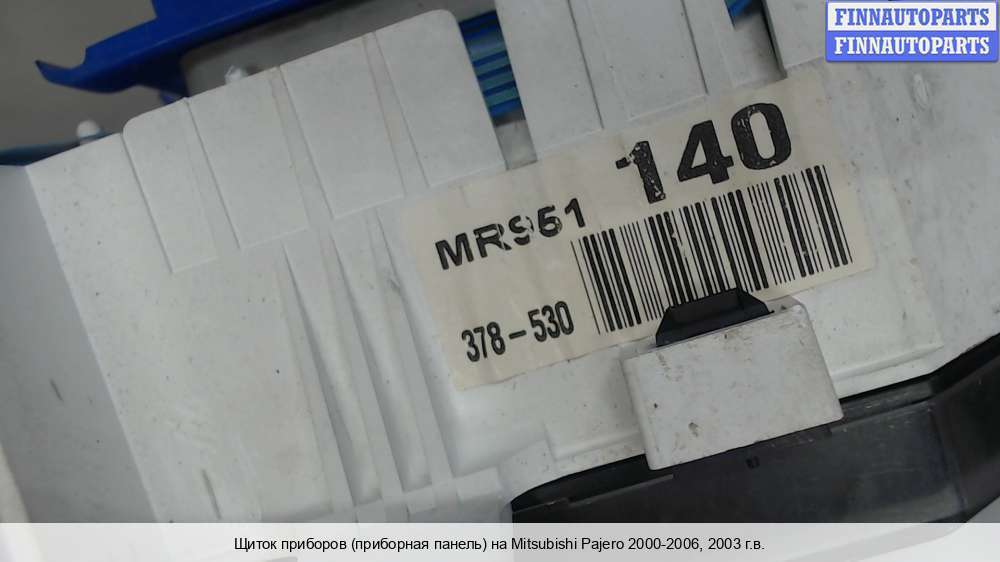 FINNAUTOPARTS
FINNAUTOPARTS
MR951 140
378-530
Щиток приборов (приборная панель) на Mitsubishi Pajero 2000-2006, 2003 г.в.